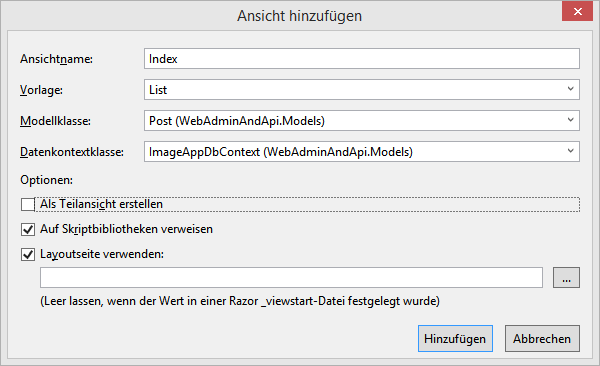 Ansicht hinzufügen
Ansichtname: Index
Vorlage: List
Modellklasse: Post (WebAdminAndApi.Models)
Datenkontextklasse: ImageAppDbContext (WebAdminAndApi.Models)
Optionen:
Als Teilansicht erstellen
Auf Skriptbibliotheken verweisen
Layoutseite verwenden:
...
(Leer lassen, wenn der Wert in einer Razor _viewstart-Datei festgelegt wurde)
Hinzufügen Abbrechen